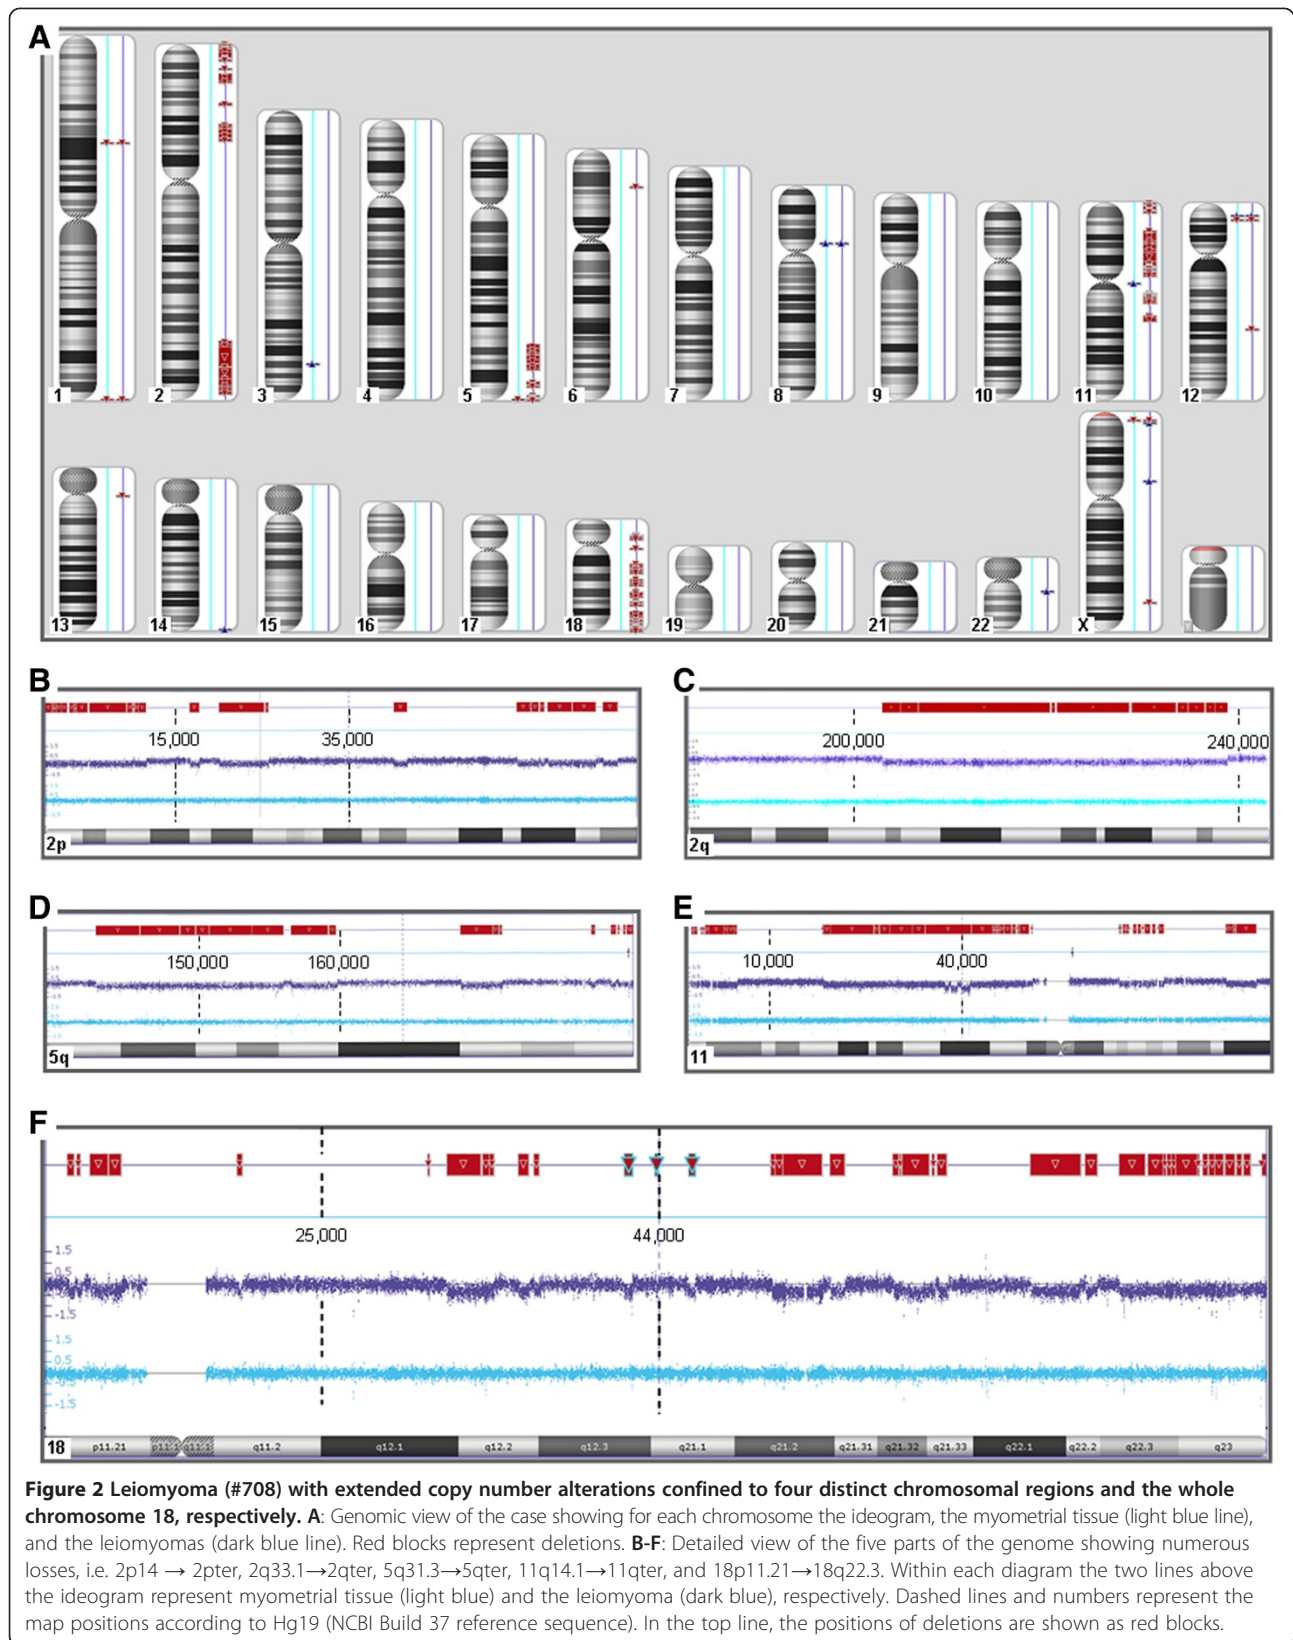 A
1 2 3 4 5 6 7 8 9 10 11 12
13 14 15 16 17 18 19 20 21 22 X
B
15,000 35,000
2p
C
200,000 240,000
2q
D
150,000 160,000
5q
E
10,000 40,000
11
F
25,000 44,000
1.5
0.5
-1.5
1.5
0.5
-0.5
-1.5
18 p11.21 p11.1 q11.1 q11.2 q12.1 q12.2 q12.3 q21.1 q21.2 q21.31 q21.32 q21.33 q22.1 q22.2 q22.3 q23
Figure 2 Leiomyoma (#708) with extended copy number alterations confined to four distinct chromosomal regions and the whole
chromosome 18, respectively. A: Genomic view of the case showing for each chromosome the ideogram, the myometrial tissue (light blue line),
and the leiomyomas (dark blue line). Red blocks represent deletions. B-F: Detailed view of the five parts of the genome showing numerous
losses, i.e. 2p14 → 2pter, 2q33.1→2qter, 5q31.3→5qter, 11q14.1→11qter, and 18p11.21→18q22.3. Within each diagram the two lines above
the ideogram represent myometrial tissue (light blue) and the leiomyoma (dark blue), respectively. Dashed lines and numbers represent the
map positions according to Hg19 (NCBI Build 37 reference sequence). In the top line, the positions of deletions are shown as red blocks.